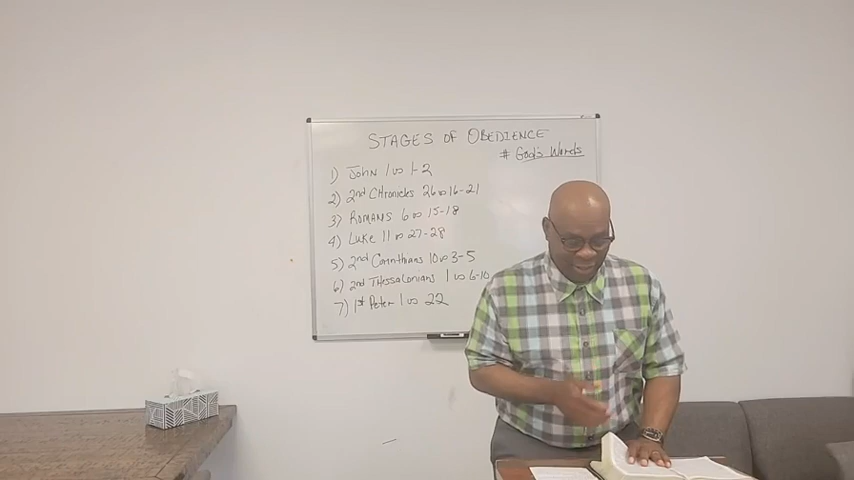 STAGES OF OBEDIENCE
# God's Words
1) John 1 vs 1-2
2) 2nd Chronicles 26 vs 16-21
3) Romans 6 vs 15-18
4) Luke 11 vs 27-28
5) 2nd Corinthians 10 vs 3-5
6) 2nd Thessalonians 1 vs 6-10
7) 1st Peter 1 vs 22